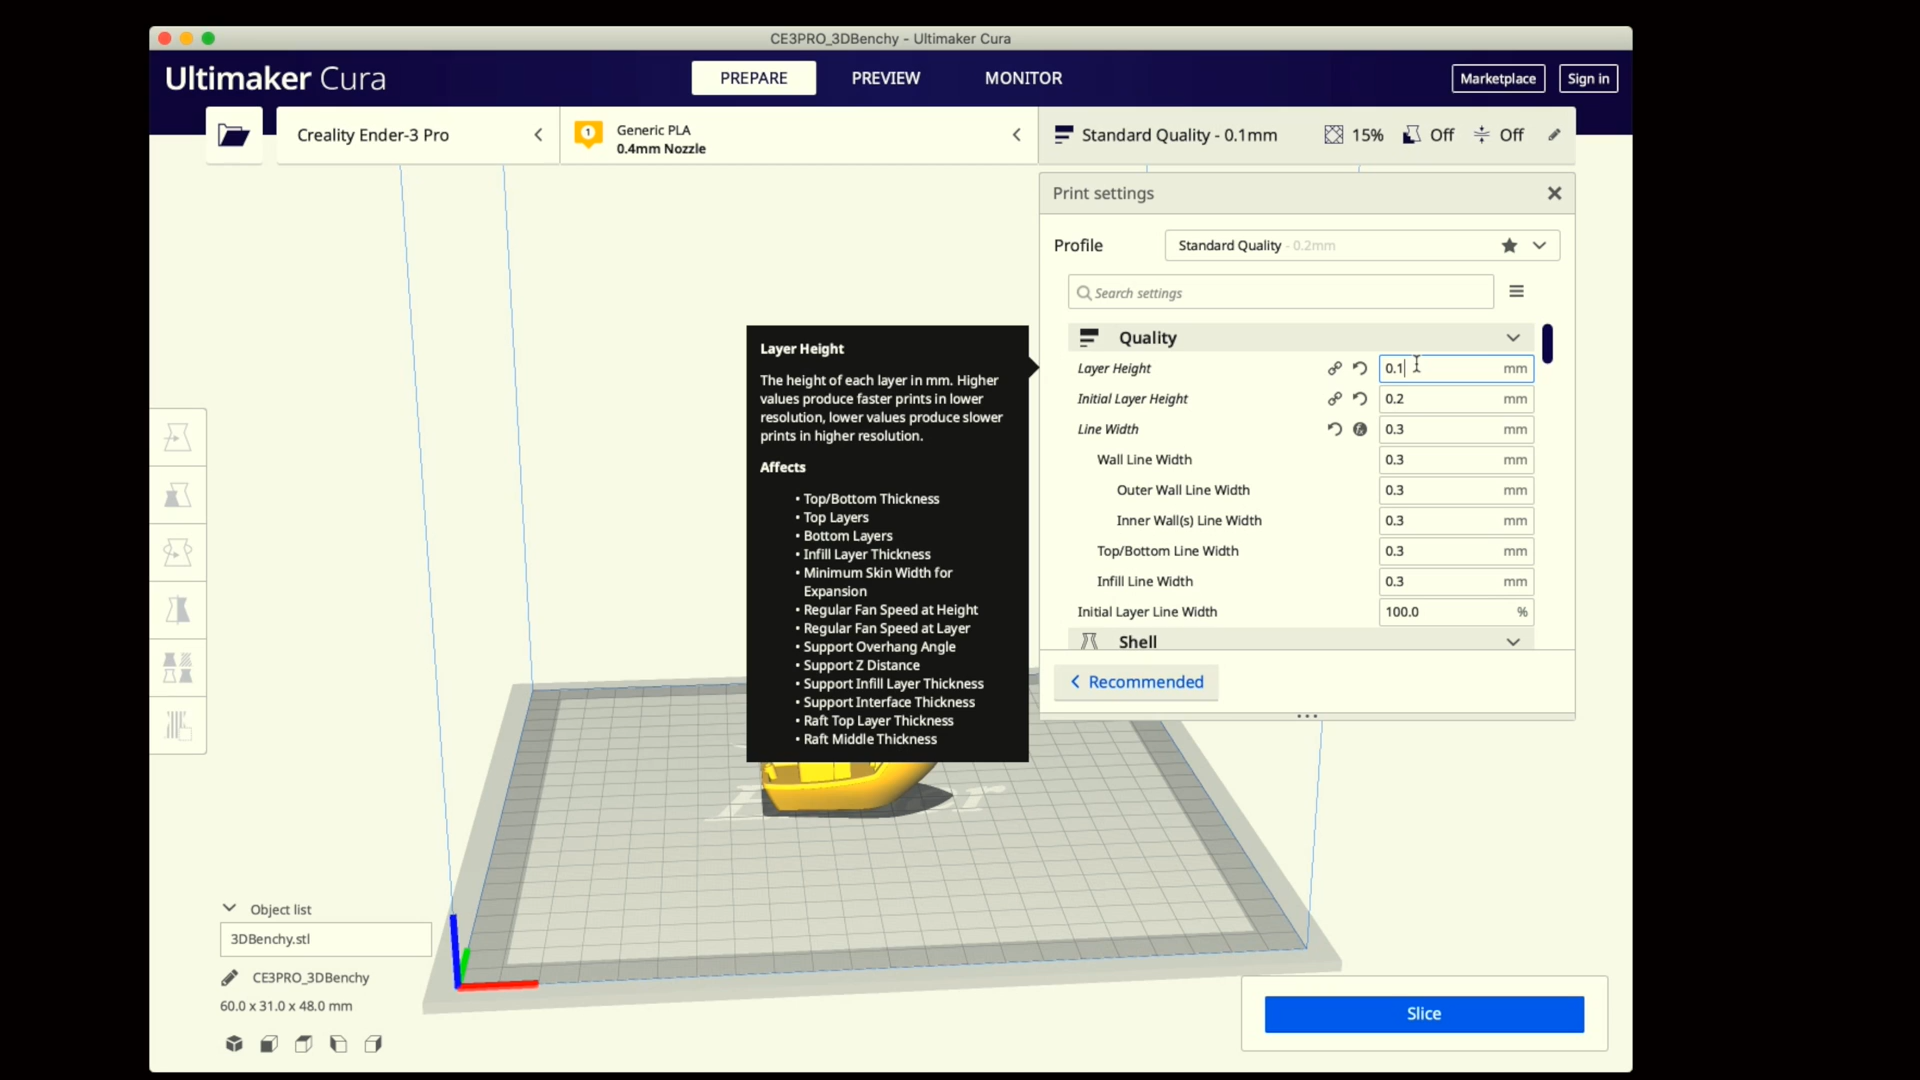 CE3PRO_3DBenchy - Ultimaker Cura
Ultimaker Cura
PREPARE
PREVIEW
MONITOR
Marketplace
Sign in
Creality Ender-3 Pro
1
Generic PLA
0.4mm Nozzle
Standard Quality - 0.1mm
15%
Off
Off
Print settings
Profile
Standard Quality - 0.2mm
Search settings
Quality
Layer Height 0.1 mm
Initial Layer Height 0.2 mm
Line Width 0.3 mm
Wall Line Width 0.3 mm
Outer Wall Line Width 0.3 mm
Inner Wall(s) Line Width 0.3 mm
Top/Bottom Line Width 0.3 mm
Infill Line Width 0.3 mm
Initial Layer Line Width 100.0 %
Shell
Recommended
Layer Height
The height of each layer in mm. Higher
values produce faster prints in lower
resolution, lower values produce slower
prints in higher resolution.
Affects
• Top/Bottom Thickness
• Top Layers
• Bottom Layers
• Infill Layer Thickness
• Minimum Skin Width for
Expansion
• Regular Fan Speed at Height
• Regular Fan Speed at Layer
• Support Overhang Angle
• Support Z Distance
• Support Infill Layer Thickness
• Support Interface Thickness
• Raft Top Layer Thickness
• Raft Middle Thickness
Object list
3DBenchy.stl
CE3PRO_3DBenchy
60.0 x 31.0 x 48.0 mm
Slice